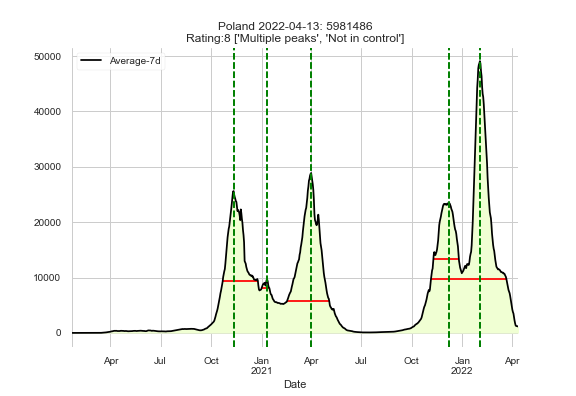 Poland 2022-04-13: 5981486
Rating:8 ['Multiple peaks', 'Not in control']
Average-7d
50000
40000
30000
20000
10000
0
Apr Jul Oct Jan Apr Jul Oct Jan Apr
2021 2022
Date